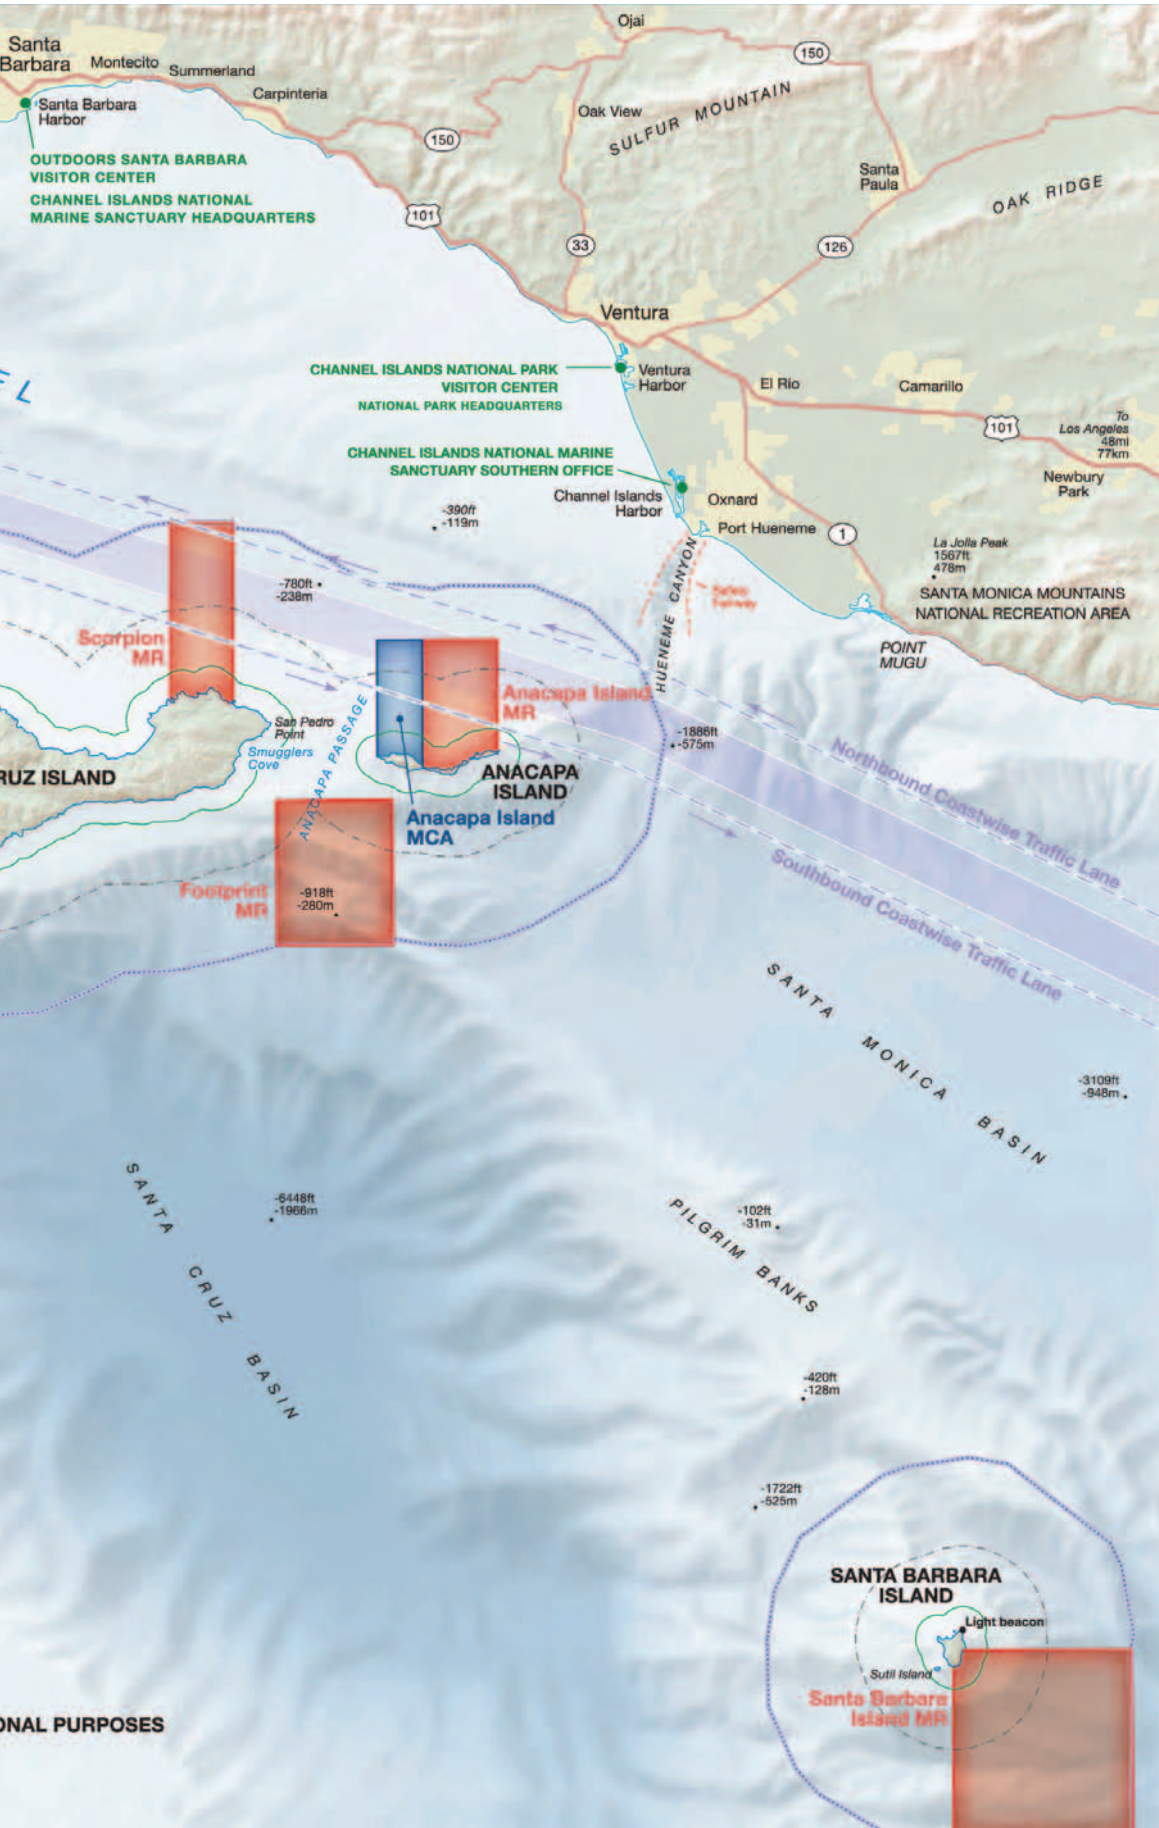 Ojai
Santa
Barbara
Montecito
Summerland
Carpinteria
150
Santa Barbara
Harbor
Oak View
SULFUR MOUNTAIN
150
OUTDOORS SANTA BARBARA
VISITOR CENTER
CHANNEL ISLANDS NATIONAL
MARINE SANCTUARY HEADQUARTERS
Santa
Paula
OAK RIDGE
101
33
126
Ventura
EL
CHANNEL ISLANDS NATIONAL PARK
VISITOR CENTER
NATIONAL PARK HEADQUARTERS
Ventura
Harbor
El Rio
Camarillo
101
To
Los Angeles
48mi
77km
CHANNEL ISLANDS NATIONAL MARINE
SANCTUARY SOUTHERN OFFICE
Newbury
Park
Channel Islands
Harbor
Oxnard
Port Hueneme
-390ft
-119m
1
La Jolla Peak
1567ft
478m
SANTA MONICA MOUNTAINS
NATIONAL RECREATION AREA
-780ft
-238m
HUENEME CANYON
Safety
Fairway
POINT
MUGU
Scorpion
MR
Anacapa Island
MR
San Pedro
Point
Smugglers
Cove
ANACAPA PASSAGE
-1886ft
-575m
RUZ ISLAND
ANACAPA
ISLAND
Northbound Coastwise Traffic Lane
Anacapa Island
MCA
Southbound Coastwise Traffic Lane
Footprint
MR
-918ft
-280m
SANTA MONICA BASIN
-3109ft
-948m
SANTA CRUZ BASIN
-6448ft
-1966m
PILGRIM BANKS
-102ft
-31m
-420ft
-128m
-1722ft
-525m
SANTA BARBARA
ISLAND
Light beacon
Sutil Island
Santa Barbara
Island MR
ONAL PURPOSES